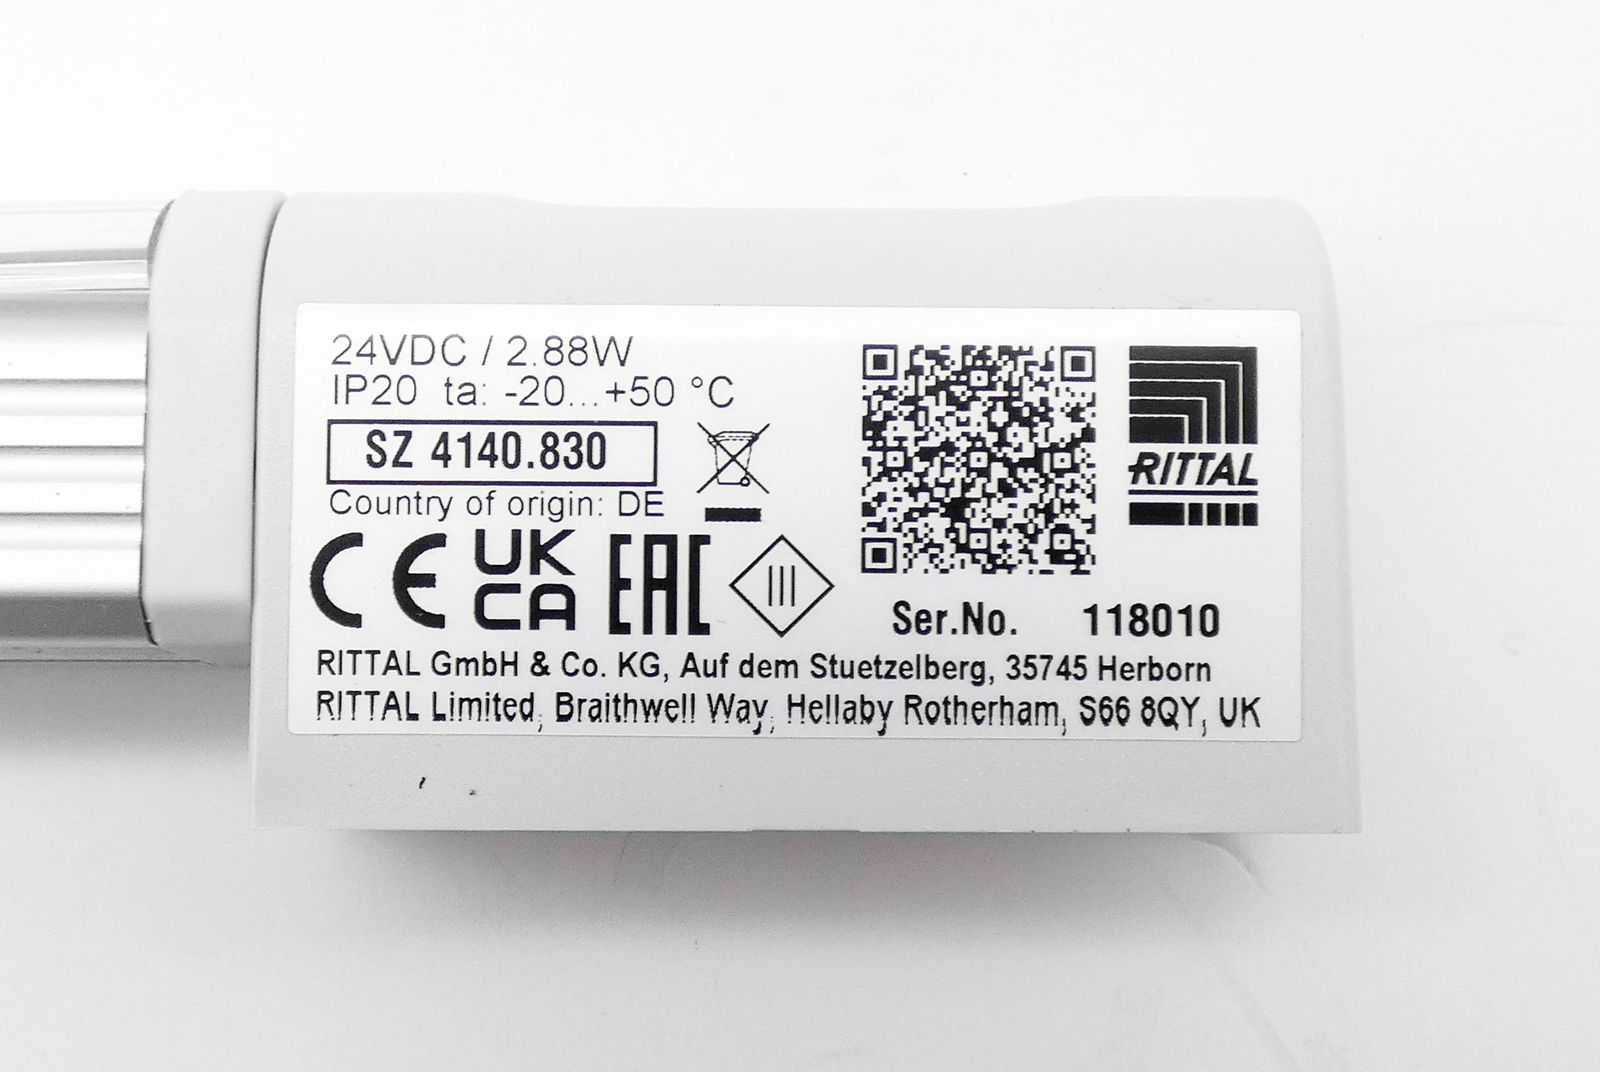 24VDC / 2.88W
IP20 ta: -20...+50 °C
SZ 4140.830
Country of origin: DE
CE UKCA EAC III
RITTAL
Ser.No. 118010
RITTAL GmbH & Co. KG, Auf dem Stuetzelberg, 35745 Herborn
RITTAL Limited, Braithwell Way, Hellaby Rotherham, S66 8QY, UK